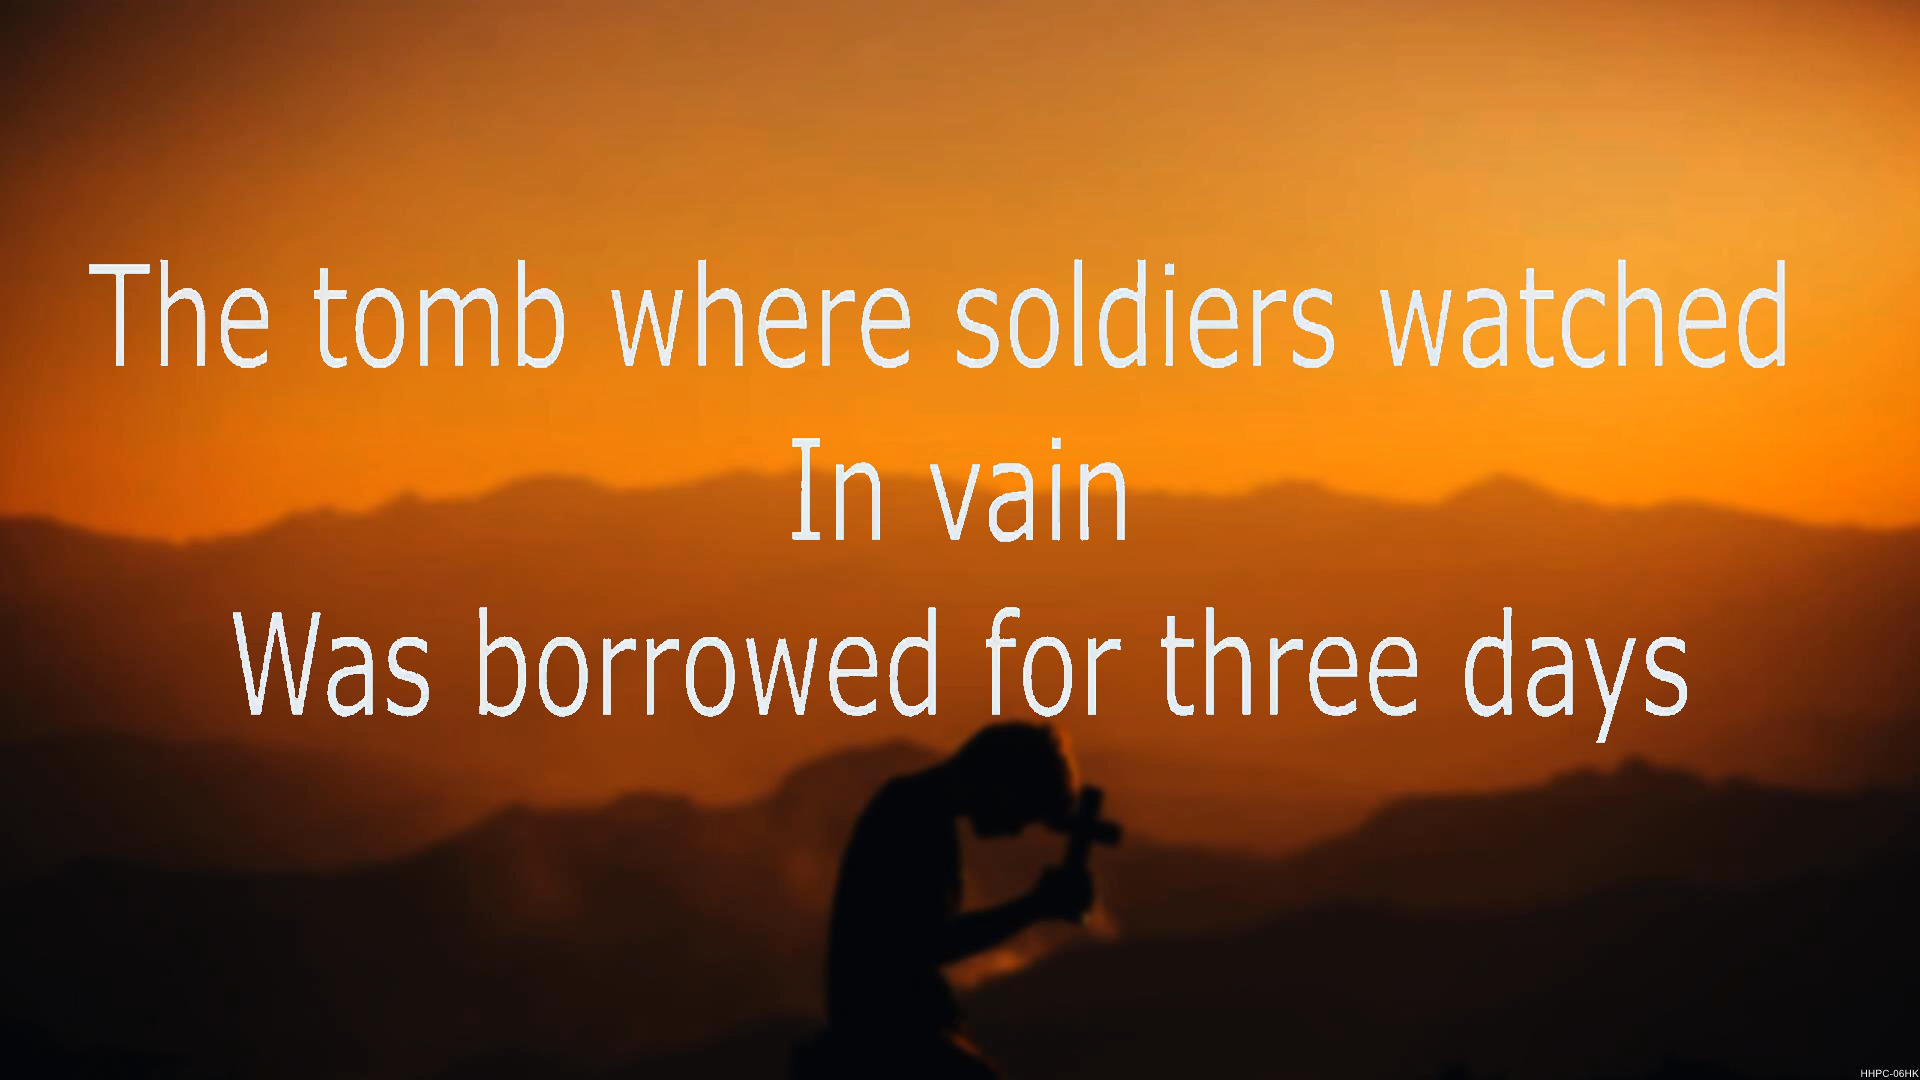 The tomb where soldiers watched
In vain
Was borrowed for three days
HHPC-06HK